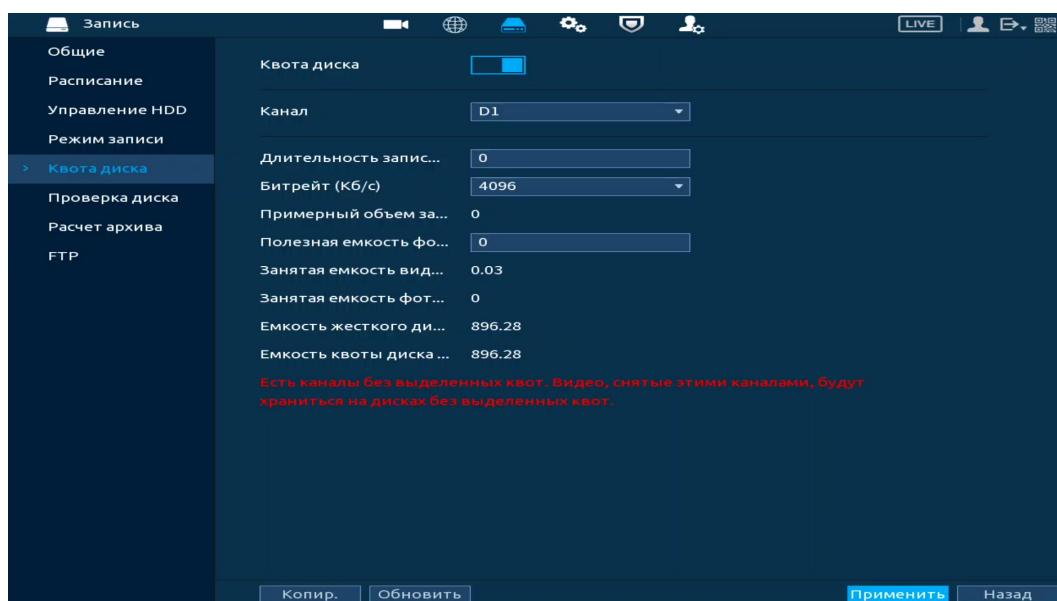 Запись
LIVE
Общие
Расписание
Управление HDD
Режим записи
> Квота диска
Проверка диска
Расчет архива
FTP
Квота диска
Канал D1
Длительность запис... 0
Битрейт (Кб/с) 4096
Примерный объем за... 0
Полезная емкость фо... 0
Занятая емкость вид... 0.03
Занятая емкость фот... 0
Емкость жесткого ди... 896.28
Емкость квоты диска ... 896.28
Есть каналы без выделенных квот. Видео, снятые этими каналами, будут
храниться на дисках без выделенных квот.
Копир. Обновить Применить Назад